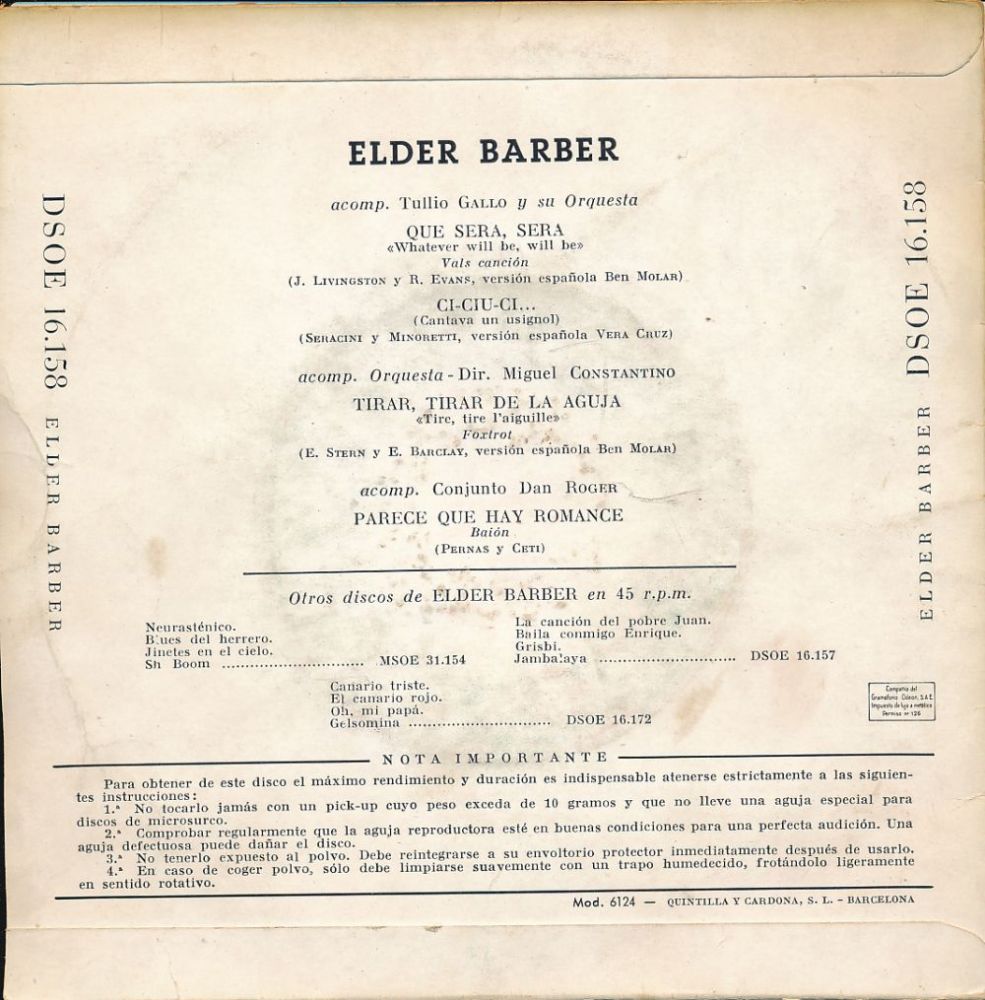 ELDER BARBER
acomp. Tullio GALLO y su Orquesta
QUE SERA, SERA
«Whatever will be, will be»
Vals canción
(J. LIVINGSTON y R. EVANS, versión española Ben MOLAR)
CI-CIU-CI...
(Cantava un usignol)
(SERACINI y MINORETTI, versión española VERA CRUZ)
acomp. Orquesta - Dir. Miguel CONSTANTINO
TIRAR, TIRAR DE LA AGUJA
«Tire, tire l'aiguille»
Foxtrot
(E. STERN y E. BARCLAY, versión española Ben MOLAR)
acomp. Conjunto Dan ROGER
PARECE QUE HAY ROMANCE
Baión
(PERNAS y CETI)
DSOE 16.158 ELDER BARBER
DSOE 16.158 ELDER BARBER
Otros discos de ELDER BARBER en 45 r.p.m.
Neurasténico.
Blues del herrero.
Jinetes en el cielo.
Sh Boom ............................ MSOE 31.154
La canción del pobre Juan.
Baila conmigo Enrique.
Grisbi.
Jambalaya ........................... DSOE 16.157
Canario triste.
El canario rojo.
Oh, mi papá.
Gelsomina ............................ DSOE 16.172
Compañía del
Gramófono Odeon, S.A.E.
Impuesto de lujo a metálico
Permiso nº 126
NOTA IMPORTANTE
Para obtener de este disco el máximo rendimiento y duración es indispensable atenerse estrictamente a las siguien-
tes instrucciones:
1.ª No tocarlo jamás con un pick-up cuyo peso exceda de 10 gramos y que no lleve una aguja especial para
discos de microsurco.
2.ª Comprobar regularmente que la aguja reproductora esté en buenas condiciones para una perfecta audición. Una
aguja defectuosa puede dañar el disco.
3.ª No tenerlo expuesto al polvo. Debe reintegrarse a su envoltorio protector inmediatamente después de usarlo.
4.ª En caso de coger polvo, sólo debe limpiarse suavemente con un trapo humedecido, frotándolo ligeramente
en sentido rotativo.
Mod. 6124 — QUINTILLA Y CARDONA, S. L. - BARCELONA